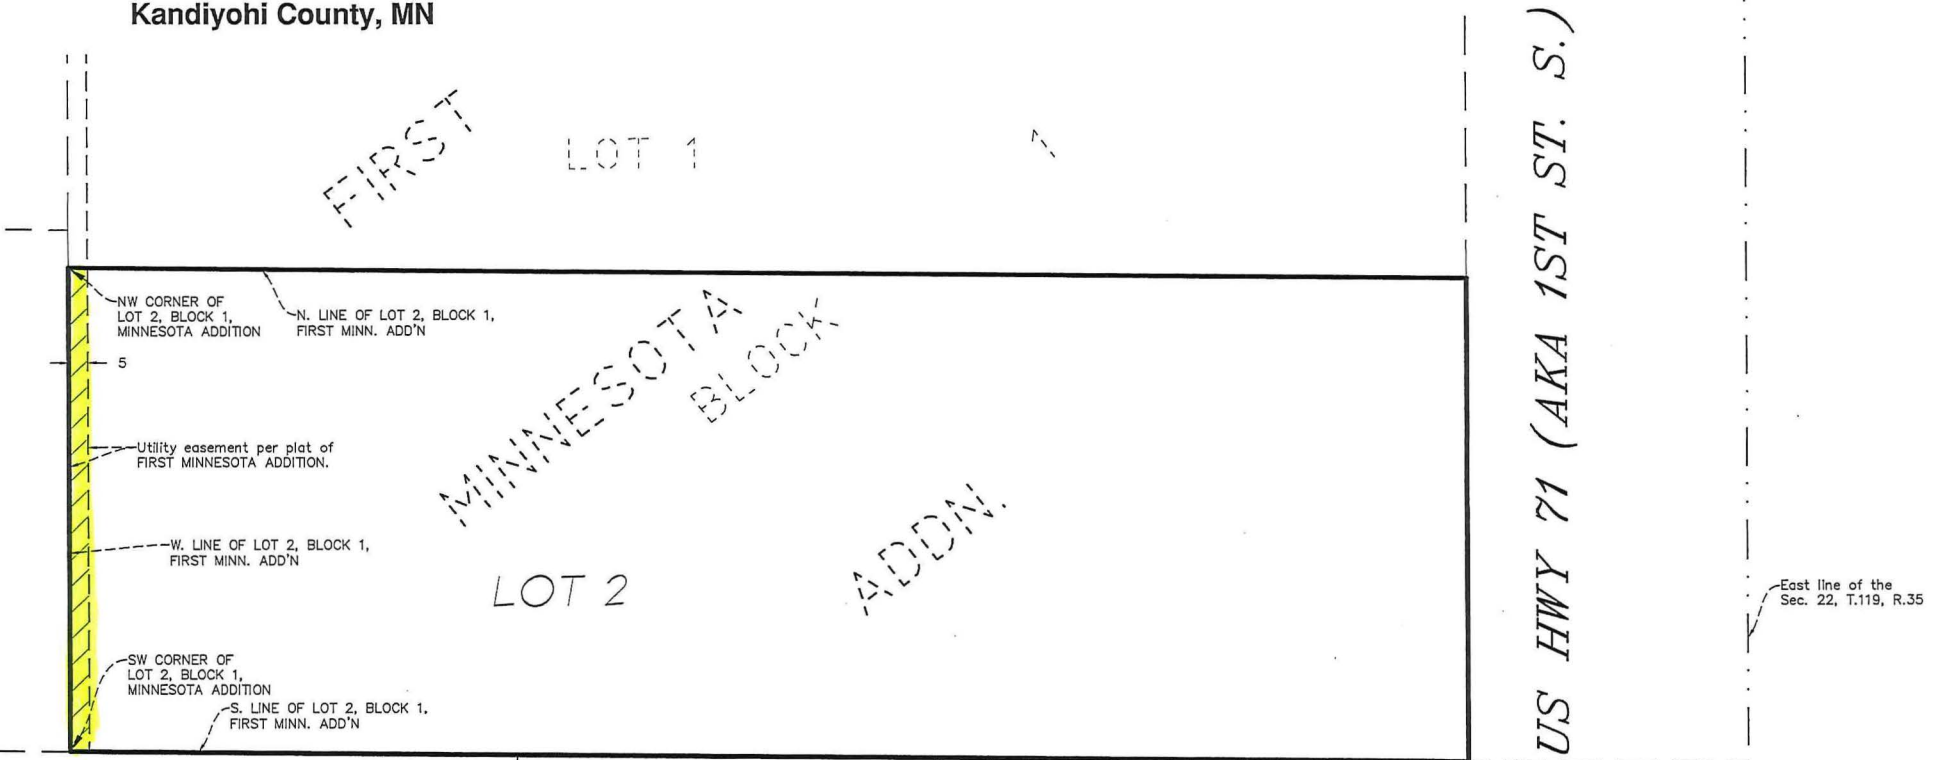 Kandiyohi County, MN
FIRST
LOT 1
1
NW CORNER OF
LOT 2, BLOCK 1,
MINNESOTA ADDITION
N. LINE OF LOT 2, BLOCK 1,
FIRST MINN. ADD'N
5
MINNESOTA
BLOCK
Utility easement per plat of
FIRST MINNESOTA ADDITION.
W. LINE OF LOT 2, BLOCK 1,
FIRST MINN. ADD'N
LOT 2
ADDN.
SW CORNER OF
LOT 2, BLOCK 1,
MINNESOTA ADDITION
S. LINE OF LOT 2, BLOCK 1,
FIRST MINN. ADD'N
US HWY 71 (AKA 1ST ST. S.)
East line of the
Sec. 22, T.119, R.35